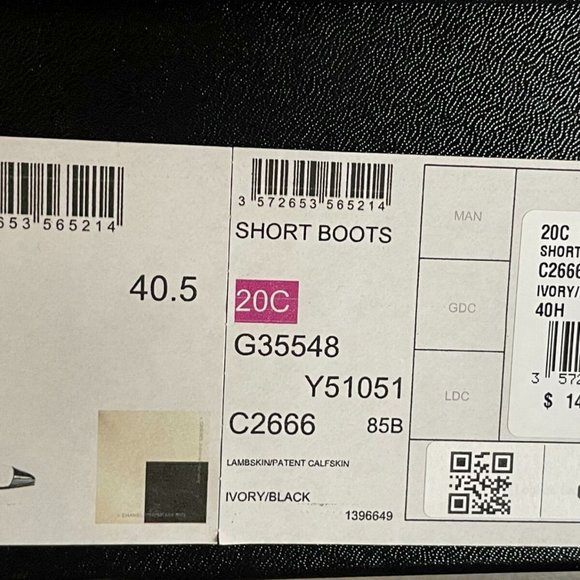 653 565214
40.5
3 572653 565214
SHORT BOOTS
20C
G35548
Y51051
C2666 85B
LAMBSKIN/PATENT CALFSKIN
IVORY/BLACK
1396649
MAN
GDC
LDC
20C
SHORT
C2666
IVORY/
40H
3 572
$ 14